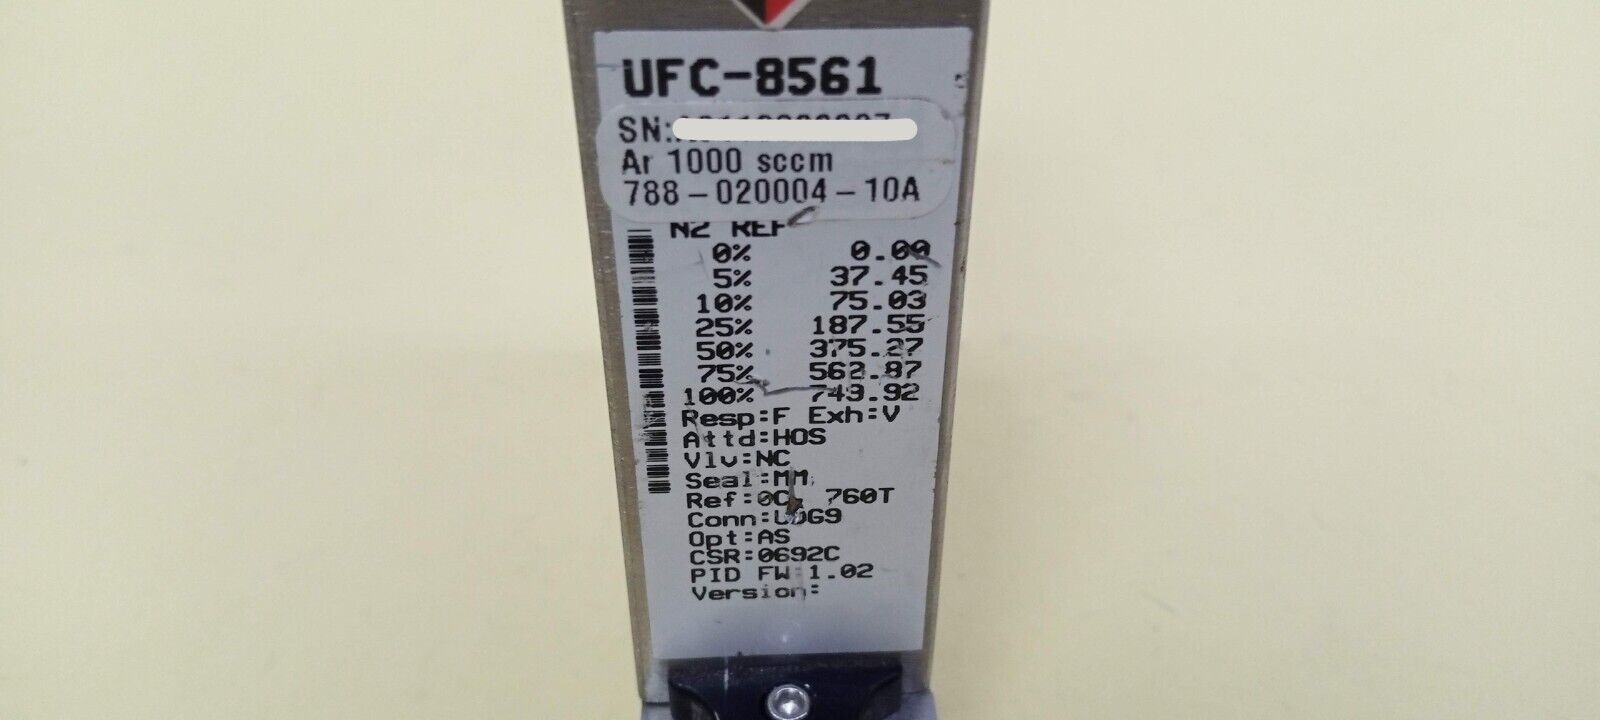 UFC-8561
SN:
Ar 1000 sccm
788-020004-10A
N2 REF
0% 0.00
5% 37.45
10% 75.03
25% 187.55
50% 375.27
75% 562.87
100% 749.92
Resp:F Exh:V
Attd:HOS
Vlv:NC
Seal:MM
Ref:0C, 760T
Conn:UDG9
Opt:AS
CSR:0692C
PID FW:1.02
Version: